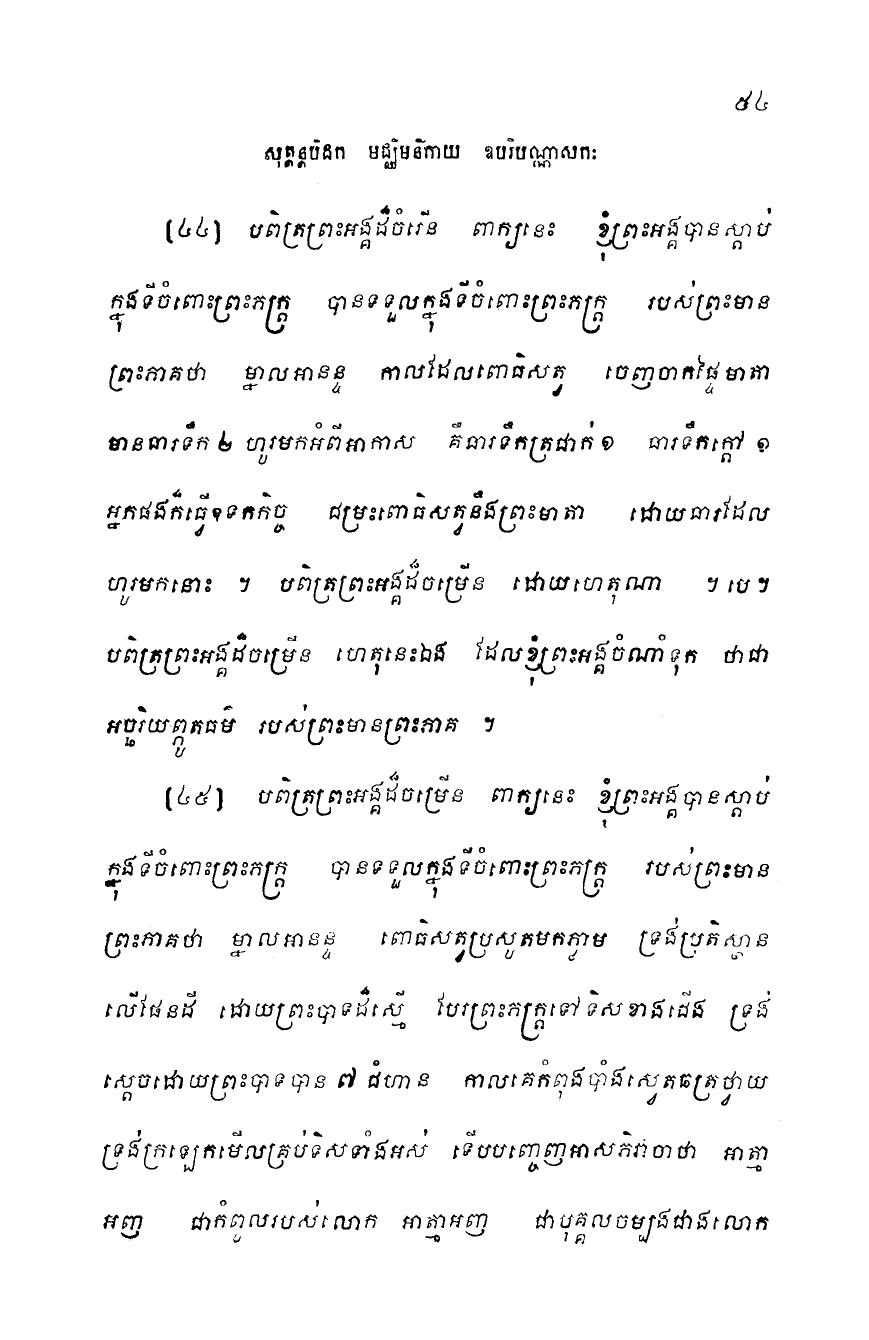 ៥៤
សុត្តន្តបិដក មជ្ឈិមនិកាយ ឧបរិបណ្ណាសកៈ
(៤៤) បពិត្រព្រះអង្គដ៏ចំរើន ពាក្យនេះ ខ្ញុំព្រះអង្គបានស្តាប់
ក្នុងទីចំពោះព្រះភក្ត្រ បានទទួលក្នុងទីចំពោះព្រះភក្ត្រ របស់ព្រះមាន
ព្រះភាគថា ម្នាលអានន្ទ កាលដែលពោធិសត្វ ចេញចាកផ្ទៃមាតា
មានធារទឹក ២ ហូរមកអំពីអាកាស គឺធារទឹកត្រជាក់ ១ ធារទឹកក្តៅ ១
អ្នកផងក៏ធ្វើឧទកកិច្ច ជម្រះពោធិសត្វនឹងព្រះមាតា ដោយធារដែល
ហូរមកនោះ ។ បពិត្រព្រះអង្គដ៏ចម្រើន ដោយហេតុណា ។ បេ ។
បពិត្រព្រះអង្គដ៏ចម្រើន ហេតុនេះឯង ដែលខ្ញុំព្រះអង្គចំណាំទុក ថាជា
អច្ឆរិយព្ភូតធម៌ របស់ព្រះមានព្រះភាគ ។
(៤៥) បពិត្រព្រះអង្គដ៏ចម្រើន ពាក្យនេះ ខ្ញុំព្រះអង្គបានស្តាប់
ក្នុងទីចំពោះព្រះភក្ត្រ បានទទួលក្នុងទីចំពោះព្រះភក្ត្រ របស់ព្រះមាន
ព្រះភាគថា ម្នាលអានន្ទ ពោធិសត្វប្រសូតមកភ្លាម ទ្រង់ប្រតិស្ឋាន
លើផែនដី ដោយព្រះបាទដ៏ស្មើ បែរព្រះភក្ត្រទៅទិសខាងជើង ទ្រង់
ស្តេចដោយព្រះបាទបាន ៧ ជំហាន កាលគេកំពុងបាំងស្វេតឆត្រថ្វាយ
ទ្រង់ក្រឡេកមើលគ្រប់ទិសទាំងអស់ ទើបបញ្ចេញអាសភិវាចាថា អាត្មា
អញ ជាកំពូលរបស់លោក អាត្មាអញ ជាបុគ្គលចម្បងជាងលោក